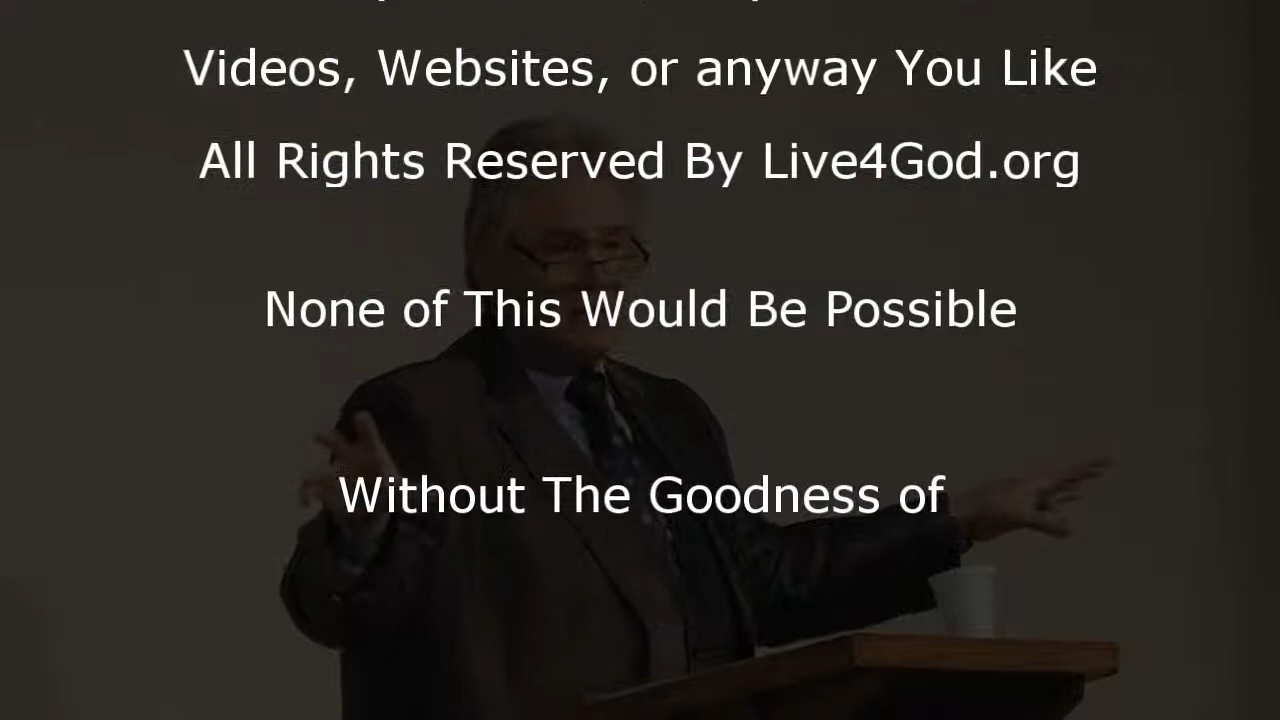 Videos, Websites, or anyway You Like
All Rights Reserved By Live4God.org
None of This Would Be Possible
Without The Goodness of